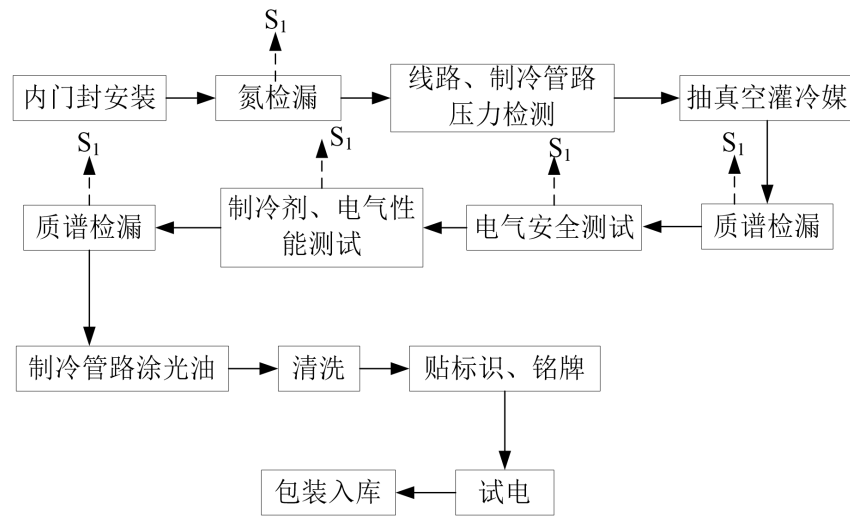 S₁
内门封安装
氮检漏
线路、制冷管路
压力检测
抽真空灌冷媒
S₁
S₁
S₁
S₁
质谱检漏
制冷剂、电气性
能测试
电气安全测试
质谱检漏
制冷管路涂光油
清洗
贴标识、铭牌
包装入库
试电